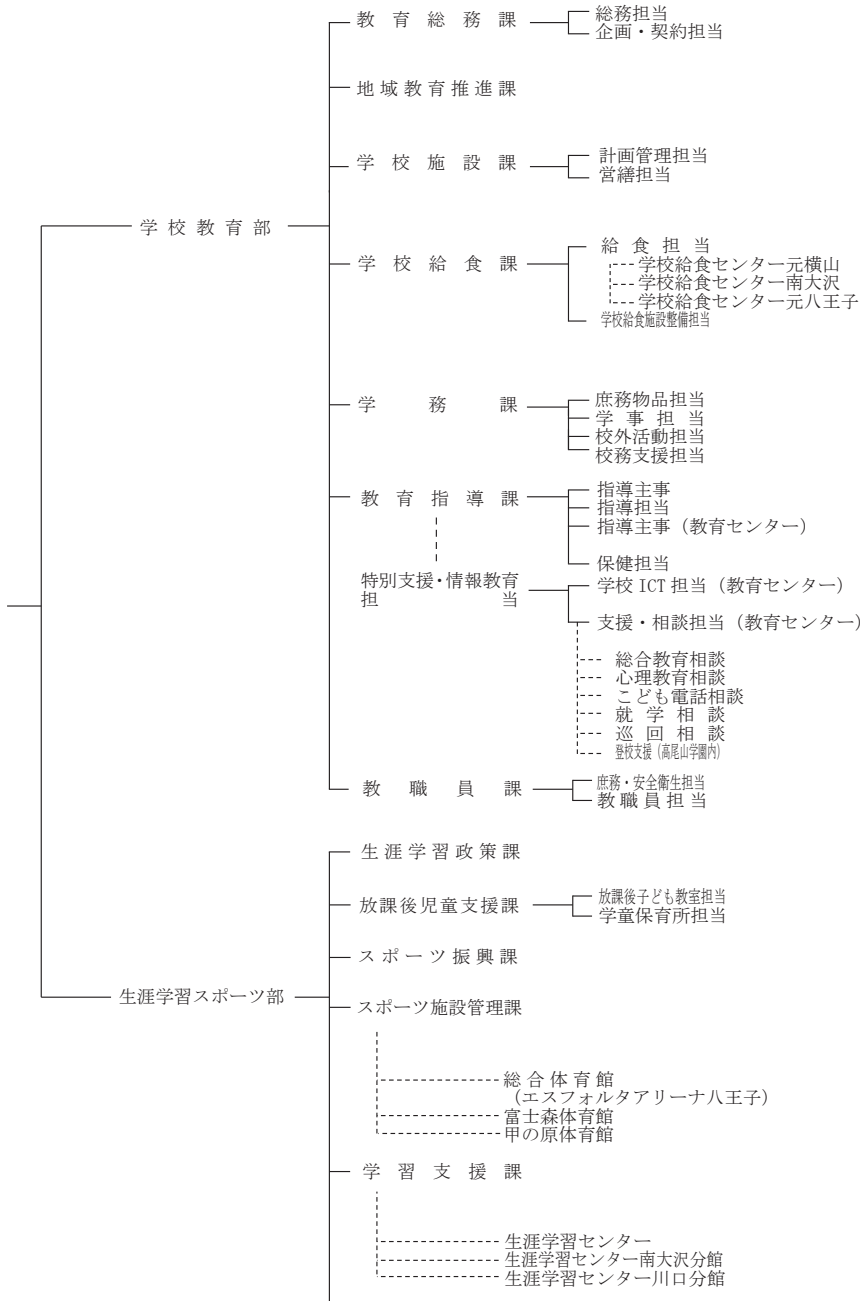 教育総務課
総務担当
企画・契約担当
地域教育推進課
学校施設課
計画管理担当
営繕担当
学校教育部
学校給食課
給食担当
学校給食センター元横山
学校給食センター南大沢
学校給食センター元八王子
学校給食施設整備担当
学務課
庶務物品担当
学事担当
校外活動担当
校務支援担当
教育指導課
指導主事
指導担当
指導主事（教育センター）
保健担当
特別支援・情報教育
担当
学校 ICT 担当（教育センター）
支援・相談担当（教育センター）
総合教育相談
心理教育相談
こども電話相談
就学相談
巡回相談
登校支援（高尾山学園内）
教職員課
庶務・安全衛生担当
教職員担当
生涯学習政策課
放課後児童支援課
放課後子ども教室担当
学童保育所担当
スポーツ振興課
生涯学習スポーツ部
スポーツ施設管理課
総合体育館
（エスフォルタアリーナ八王子）
富士森体育館
甲の原体育館
学習支援課
生涯学習センター
生涯学習センター南大沢分館
生涯学習センター川口分館